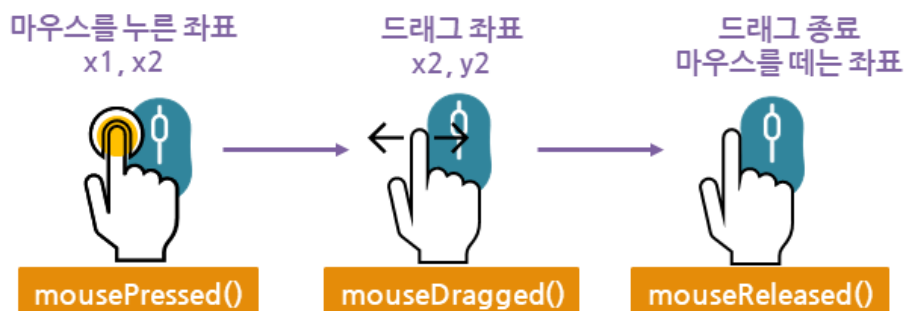 마우스를 누른 좌표
x1, x2
드래그 좌표
x2, y2
드래그 종료
마우스를 떼는 좌표
mousePressed()
mouseDragged()
mouseReleased()